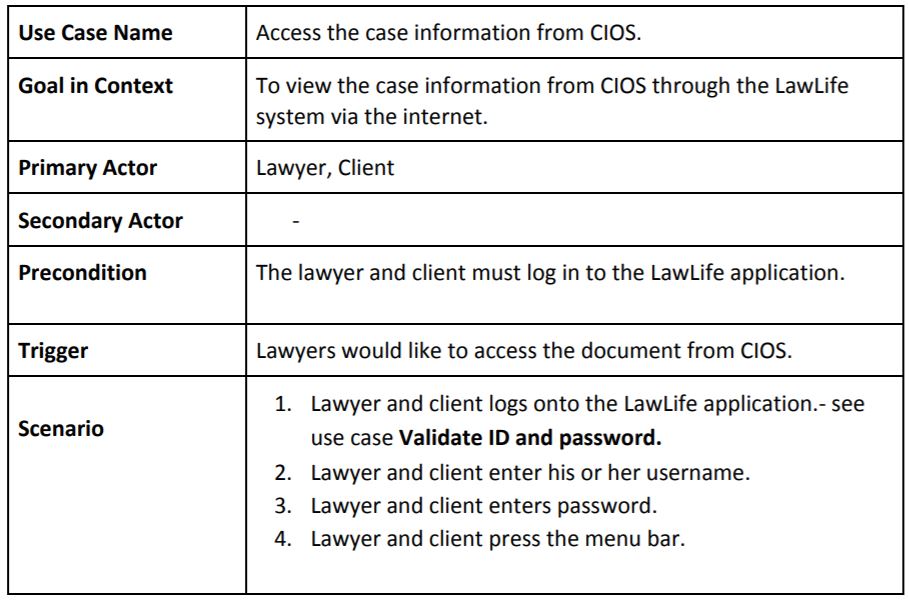 Use Case Name Access the case information from CIOS.
Goal in Context To view the case information from CIOS through the LawLife
system via the internet.
Primary Actor Lawyer, Client
Secondary Actor -
Precondition The lawyer and client must log in to the LawLife application.
Trigger Lawyers would like to access the document from CIOS.
Scenario
1. Lawyer and client logs onto the LawLife application.- see
use case Validate ID and password.
2. Lawyer and client enter his or her username.
3. Lawyer and client enters password.
4. Lawyer and client press the menu bar.